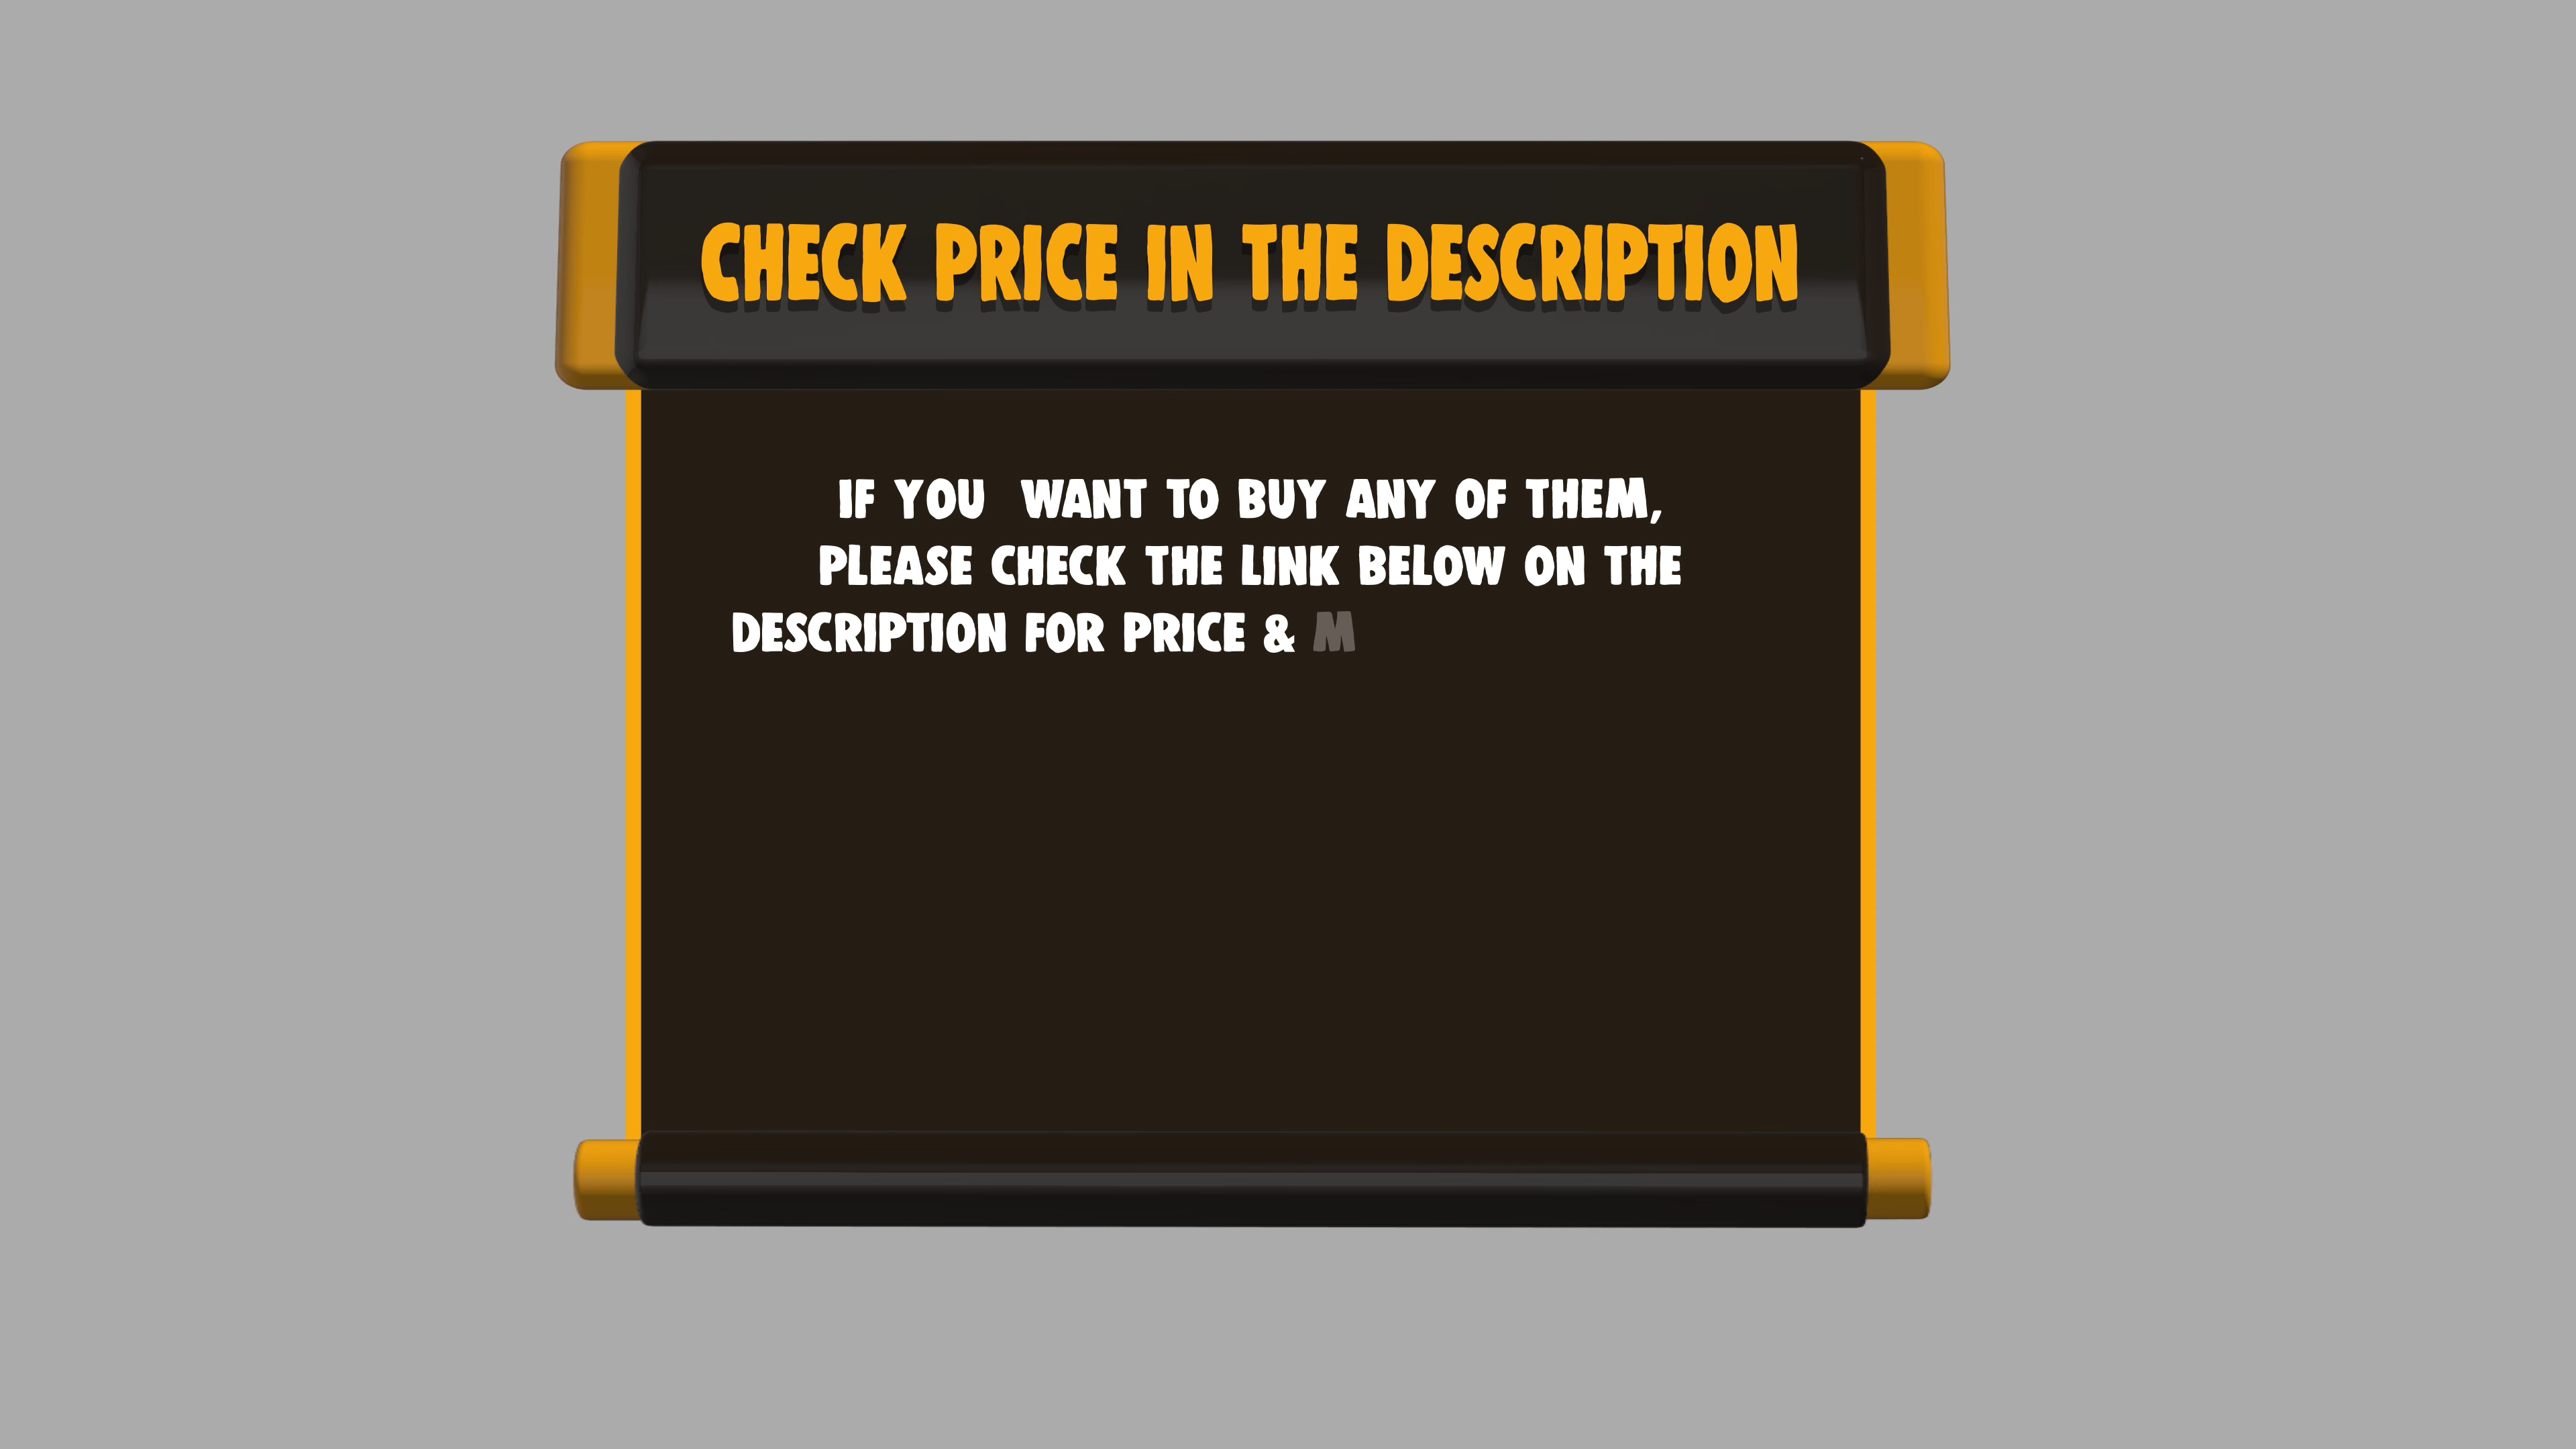 CHECK PRICE IN THE DESCRIPTION
IF YOU  WANT TO BUY ANY OF THEM,
PLEASE CHECK THE LINK BELOW ON THE
DESCRIPTION FOR PRICE & M